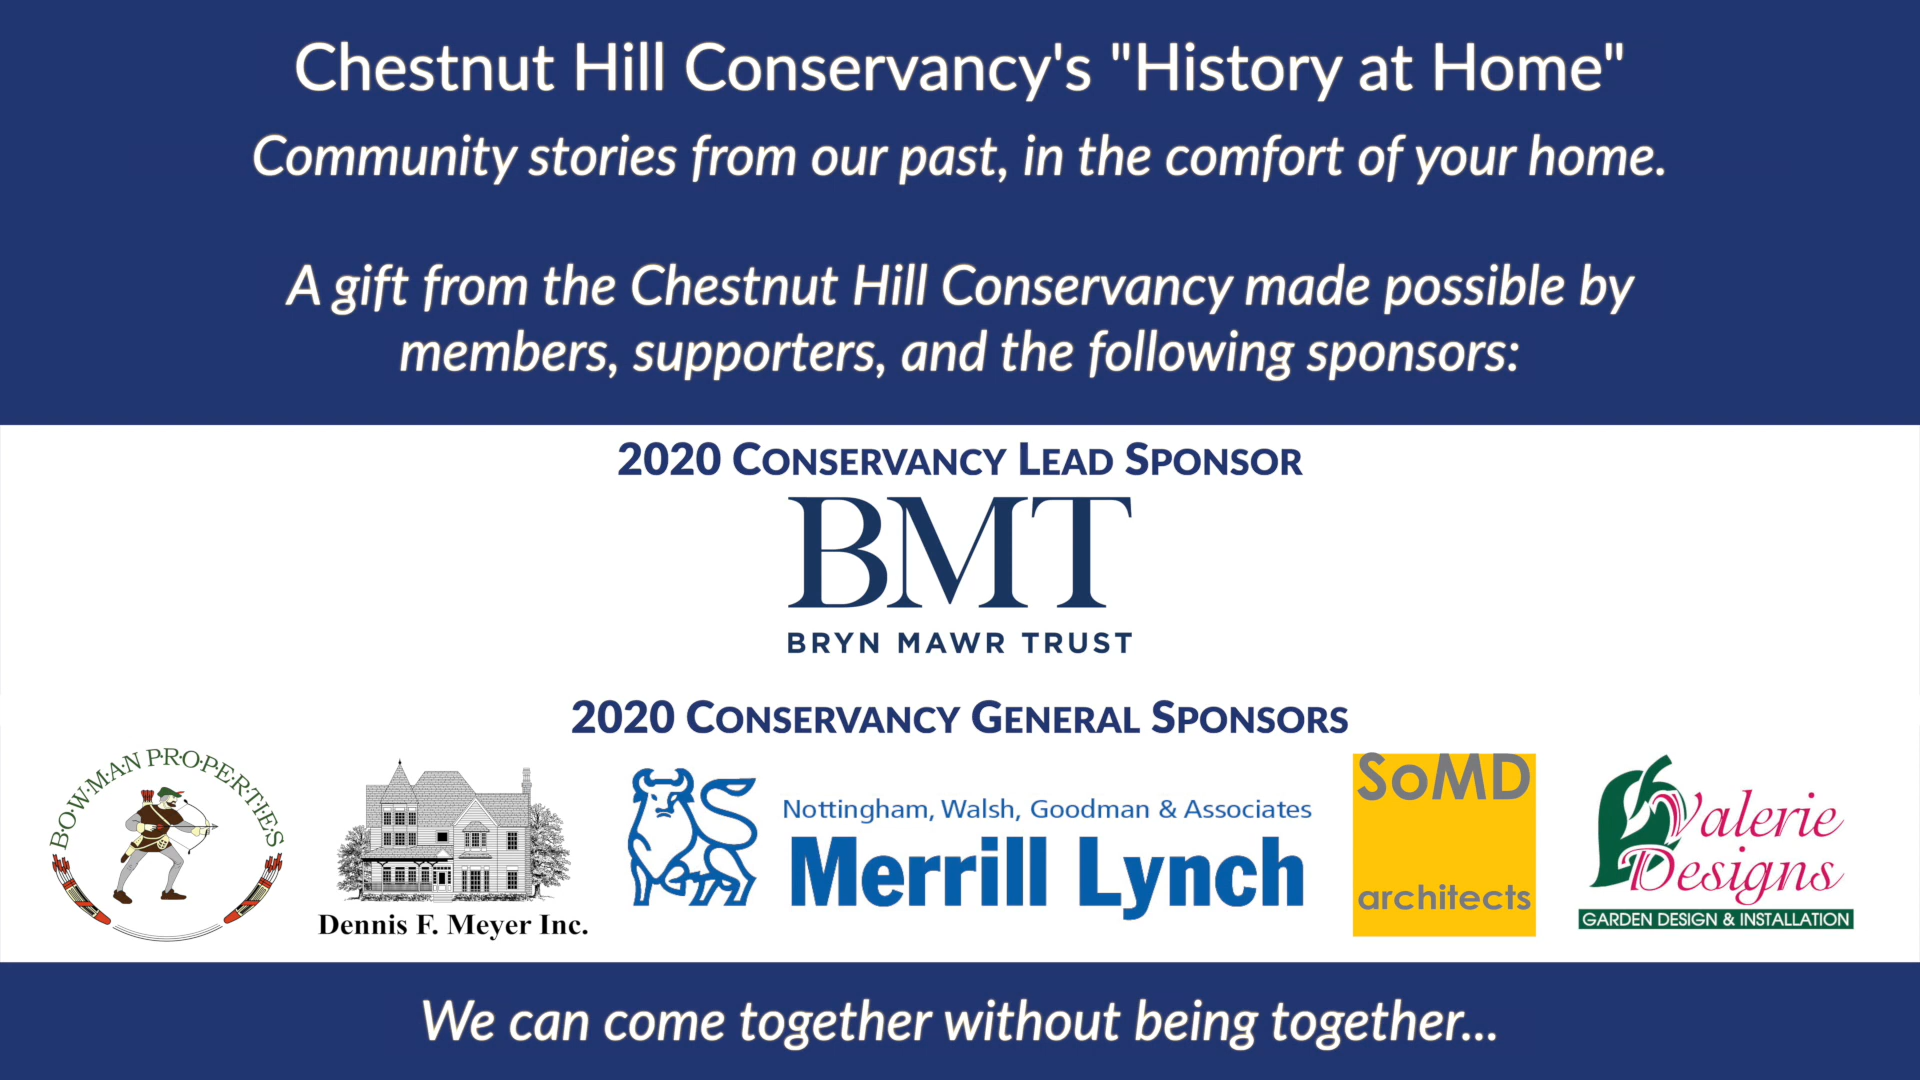 Chestnut Hill Conservancy's "History at Home"
Community stories from our past, in the comfort of your home.
A gift from the Chestnut Hill Conservancy made possible by
members, supporters, and the following sponsors:
2020 CONSERVANCY LEAD SPONSOR
BMT
BRYN MAWR TRUST
2020 CONSERVANCY GENERAL SPONSORS
B·O·W·M·A·N P·R·O·P·E·R·T·I·E·S
Dennis F. Meyer Inc.
Nottingham, Walsh, Goodman & Associates
Merrill Lynch
SoMD
architects
Valerie
Designs
GARDEN DESIGN & INSTALLATION
We can come together without being together...